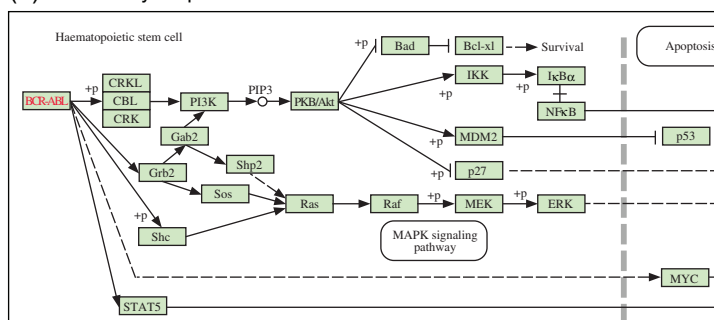 Haematopoietic stem cell
+p
Bad
Bcl-xl
Survival
Apoptosis
CRKL
+p
IKK
IκBα
+p
+p
BCR-ABL
CBL
PI3K
PIP3
PKB/Akt
CRK
NFκB
Gab2
+p
MDM2
p53
Grb2
Shp2
+p
p27
Sos
Ras
Raf
+p
MEK
+p
ERK
+p
Shc
MAPK signaling
pathway
MYC
STAT5